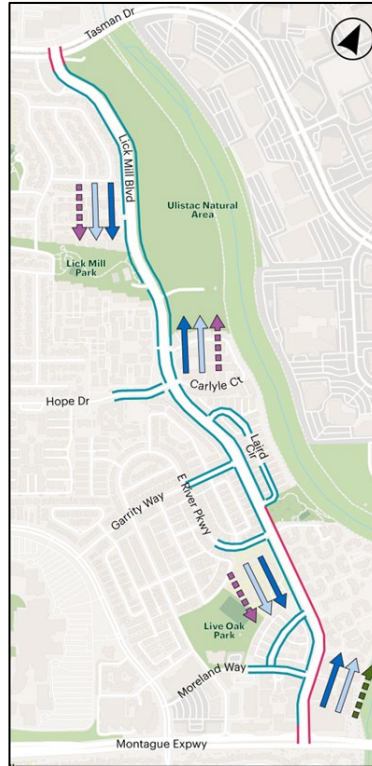 Tasman Dr
Lick Mill Blvd
Ulistac Natural
Area
Lick Mill
Park
Carlyle Ct
Hope Dr
Laird
Cir
E River Pkwy
Garrity Way
Live Oak
Park
Moreland Way
Montague Expwy